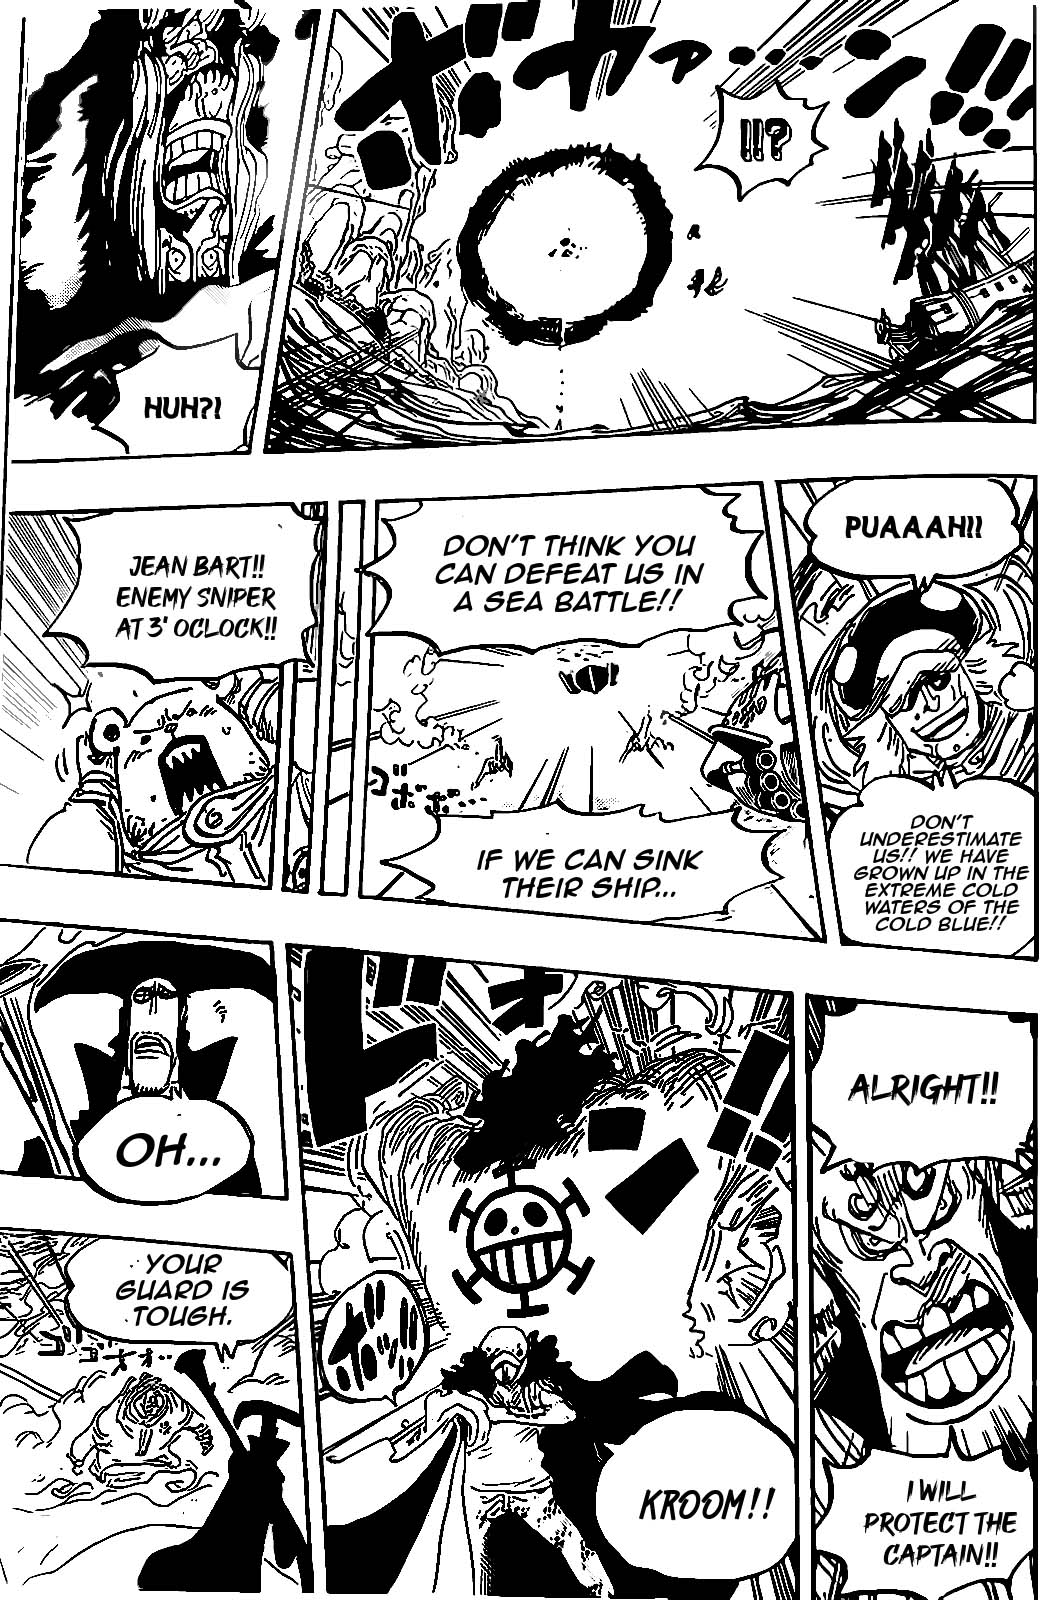 !!?
HUH?!
PUAAAH!!
DON'T
UNDERESTIMATE
US!! WE HAVE
GROWN UP IN THE
EXTREME COLD
WATERS OF THE
COLD BLUE!!
DON'T THINK YOU
CAN DEFEAT US IN
A SEA BATTLE!!
IF WE CAN SINK
THEIR SHIP...
JEAN BART!!
ENEMY SNIPER
AT 3' OCLOCK!!
ALRIGHT!!
I WILL
PROTECT THE
CAPTAIN!!
KROOM!!
OH...
YOUR
GUARD IS
TOUGH.